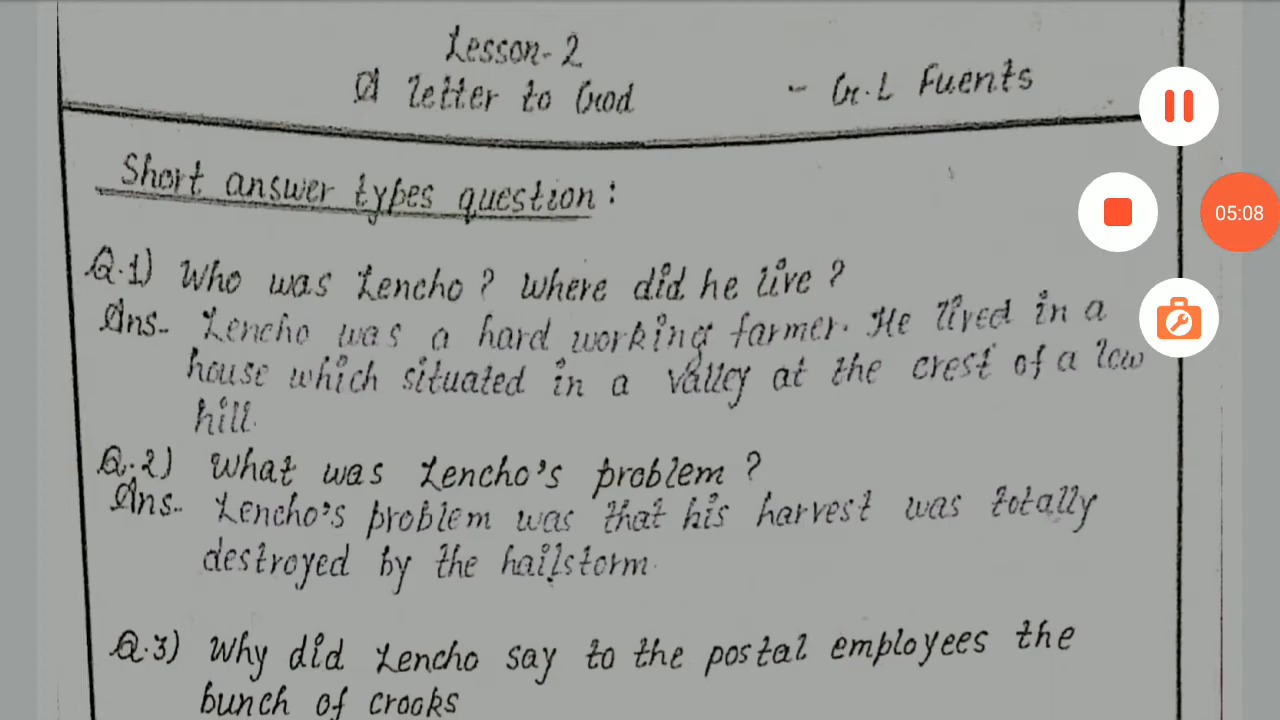 Lesson-2
A letter to God - G.L Fuents
Short answer types question:
Q.1) Who was Lencho? Where did he live?
Ans- Lencho was a hard working farmer. He lived in a
house which situated in a valley at the crest of a low
hill.
Q.2) What was Lencho's problem?
Ans- Lencho's problem was that his harvest was totally
destroyed by the hailstorm.
Q.3) Why did Lencho say to the postal employees the
bunch of crooks
05:08